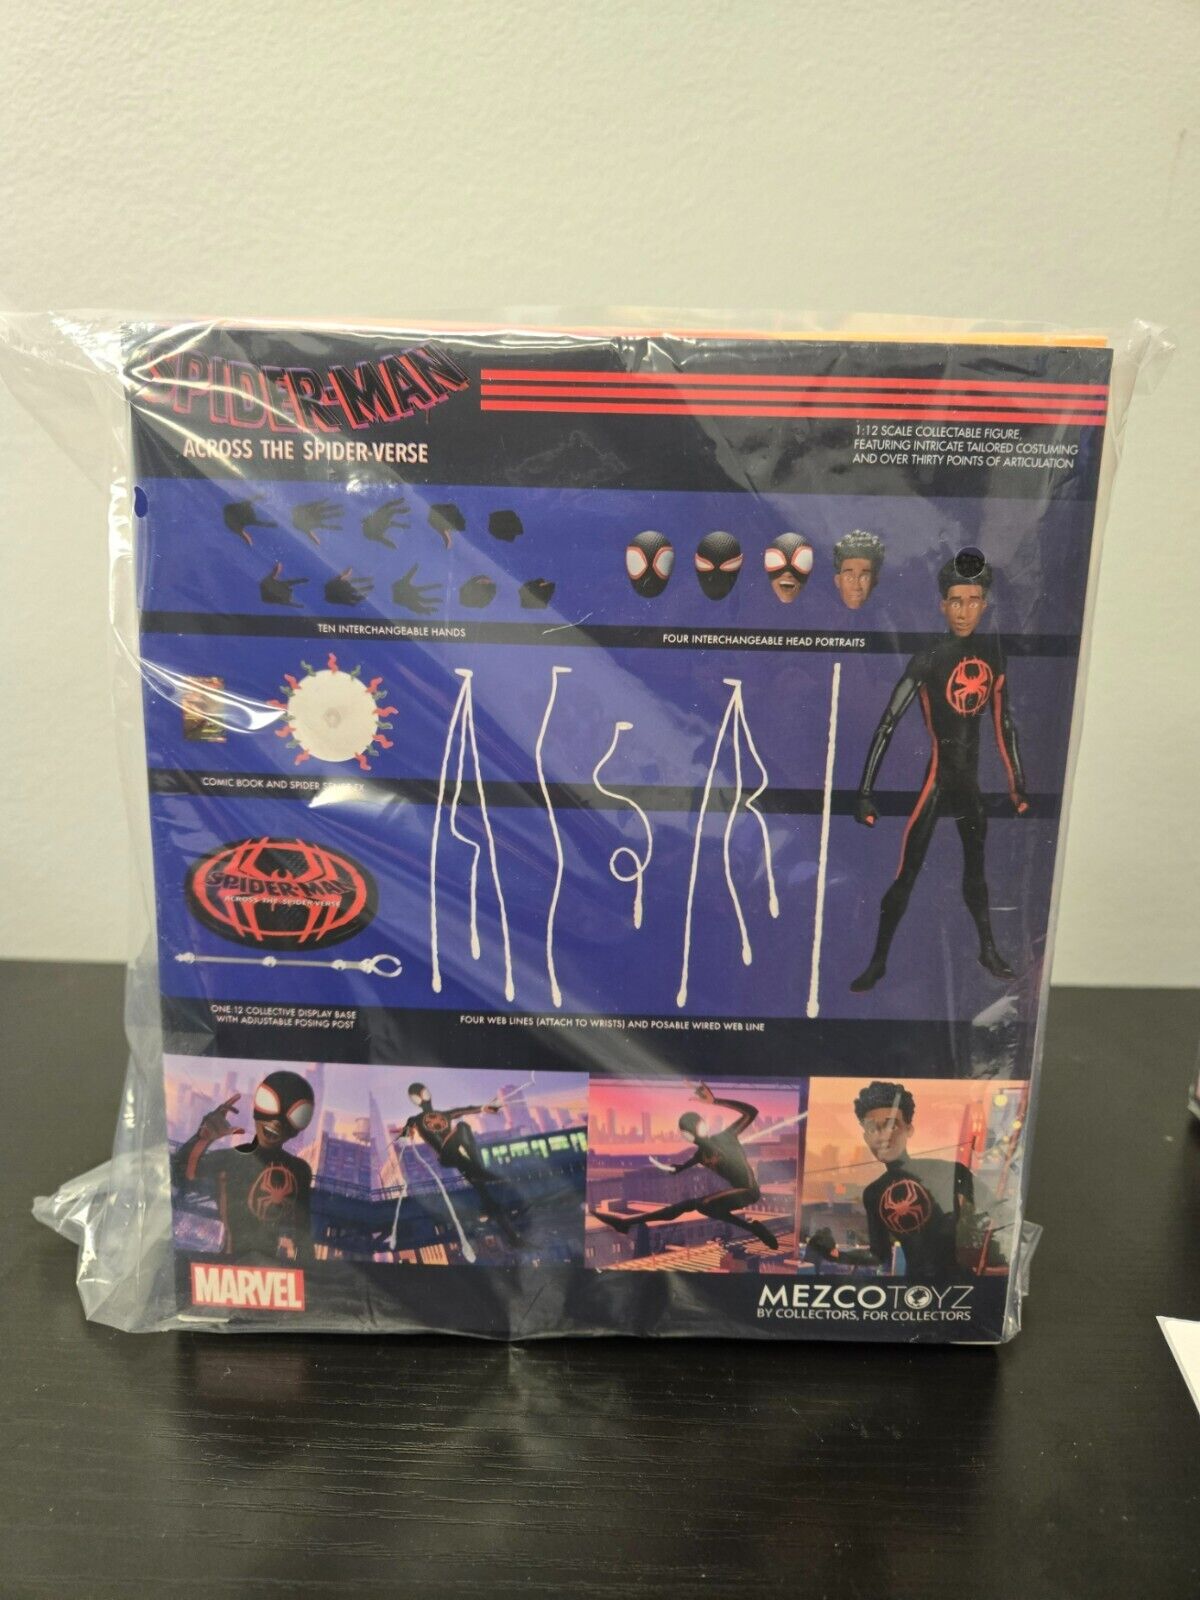 SPIDER-MAN
ACROSS THE SPIDER-VERSE
1:12 SCALE COLLECTABLE FIGURE,
FEATURING INTRICATE TAILORED COSTUMING
AND OVER THIRTY POINTS OF ARTICULATION
TEN INTERCHANGEABLE HANDS
FOUR INTERCHANGEABLE HEAD PORTRAITS
COMIC BOOK AND SPIDER SENSE FX
SPIDER-MAN
ACROSS THE SPIDER-VERSE
ONE:12 COLLECTIVE DISPLAY BASE
WITH ADJUSTABLE POSING POST
FOUR WEB LINES (ATTACH TO WRISTS) AND POSABLE WIRED WEB LINE
MARVEL
MEZCOTOYZ
BY COLLECTORS, FOR COLLECTORS